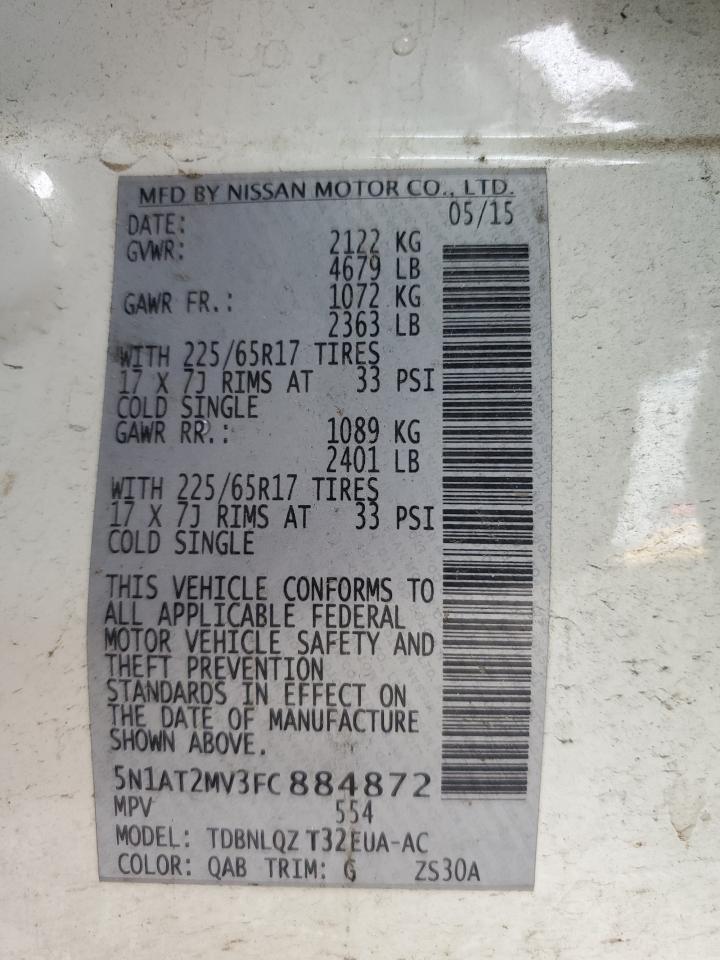 MFD BY NISSAN MOTOR CO., LTD.
DATE: 05/15
GVWR: 2122 KG
4679 LB
GAWR FR.: 1072 KG
2363 LB
WITH 225/65R17 TIRES
17 X 7J RIMS AT 33 PSI
COLD SINGLE
GAWR RR.: 1089 KG
2401 LB
WITH 225/65R17 TIRES
17 X 7J RIMS AT 33 PSI
COLD SINGLE
THIS VEHICLE CONFORMS TO
ALL APPLICABLE FEDERAL
MOTOR VEHICLE SAFETY AND
THEFT PREVENTION
STANDARDS IN EFFECT ON
THE DATE OF MANUFACTURE
SHOWN ABOVE.
5N1AT2MV3FC884872
MPV 554
MODEL: TDBNLQZ T32EUA-AC
COLOR: QAB TRIM: G ZS30A